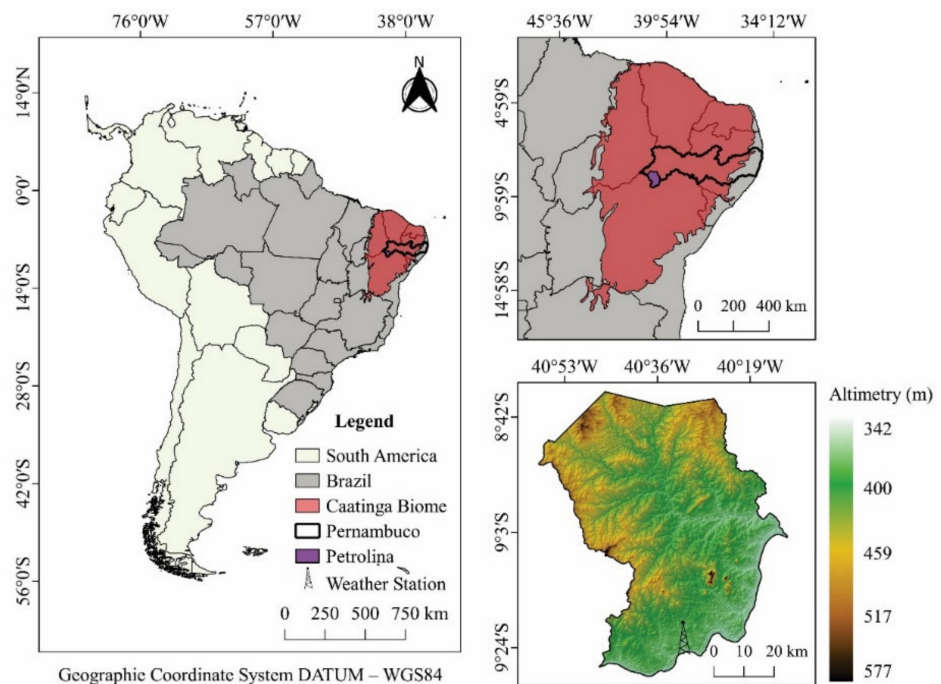 76°0′W 57°0′W 38°0′W
14°0′N
0°0′
14°0′S
28°0′S
42°0′S
56°0′S
N
Legend
South America
Brazil
Caatinga Biome
Pernambuco
Petrolina
Weather Station
0 250 500 750 km
Geographic Coordinate System DATUM – WGS84
45°36′W 39°54′W 34°12′W
4°59′S
9°59′S
14°58′S
0 200 400 km
40°53′W 40°36′W 40°19′W
8°42′S
9°3′S
9°24′S
0 10 20 km
Altimetry (m)
342
400
459
517
577